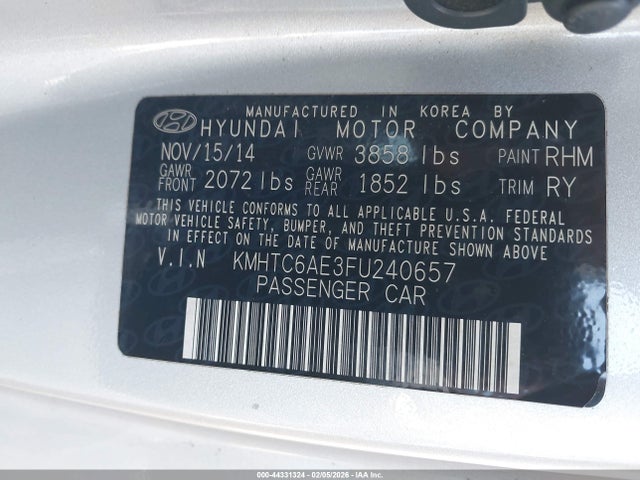 MANUFACTURED IN KOREA BY
HYUNDAI MOTOR COMPANY
NOV/15/14 GVWR 3858 lbs PAINT RHM
GAWR FRONT 2072 lbs GAWR REAR 1852 lbs TRIM RY
THIS VEHICLE CONFORMS TO ALL APPLICABLE U.S.A. FEDERAL
MOTOR VEHICLE SAFETY, BUMPER, AND THEFT PREVENTION STANDARDS
IN EFFECT ON THE DATE OF MANUFACTURE SHOWN ABOVE
V.I.N KMHTC6AE3FU240657
PASSENGER CAR
000-44331324 - 02/05/2026 - IAA Inc.